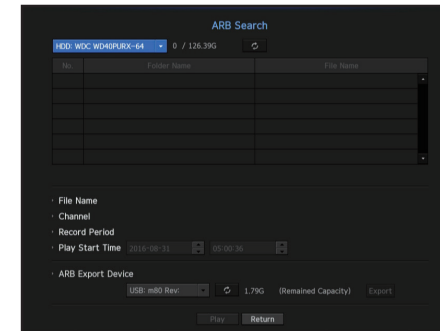 ARB Search
HDD: WDC WD40PURX-64 0 / 126.39G
No. Folder Name File Name
File Name
Channel
Record Period
Play Start Time 2016-08-31 05:00:36
ARB Export Device
USB: m80 Rev: 1.79G (Remained Capacity) Export
Play Return